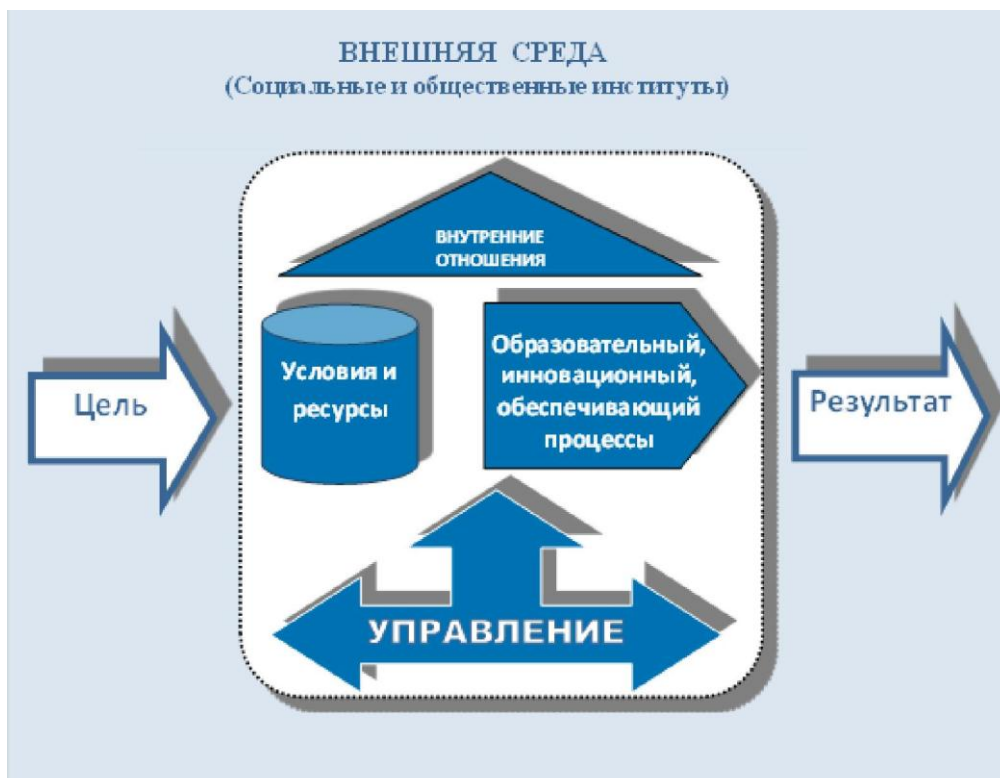 ВНЕШНЯЯ СРЕДА
(Социальные и общественные институты)
ВНУТРЕННИЕ
ОТНОШЕНИЯ
Цель
Условия и
ресурсы
Образовательный,
инновационный,
обеспечивающий
процессы
Результат
УПРАВЛЕНИЕ